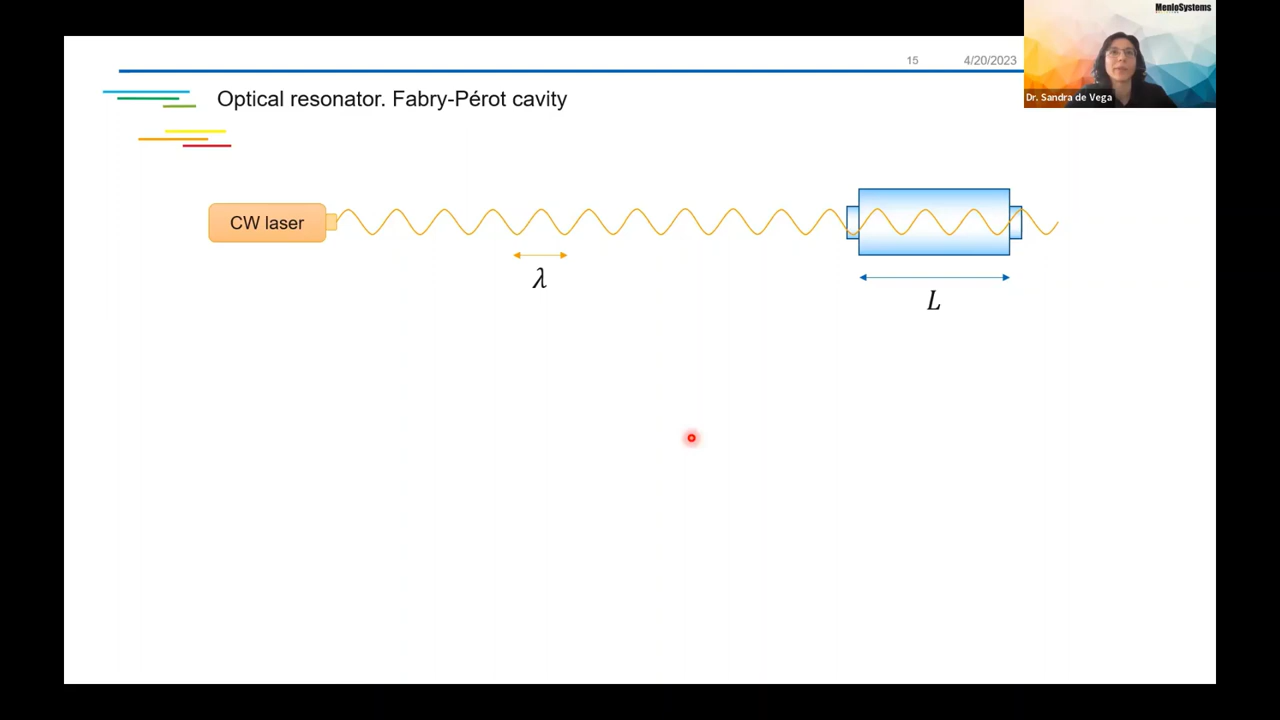 MenloSystems
15 4/20/2023
Dr. Sandra de Vega
Optical resonator. Fabry-Pérot cavity
CW laser
λ
L